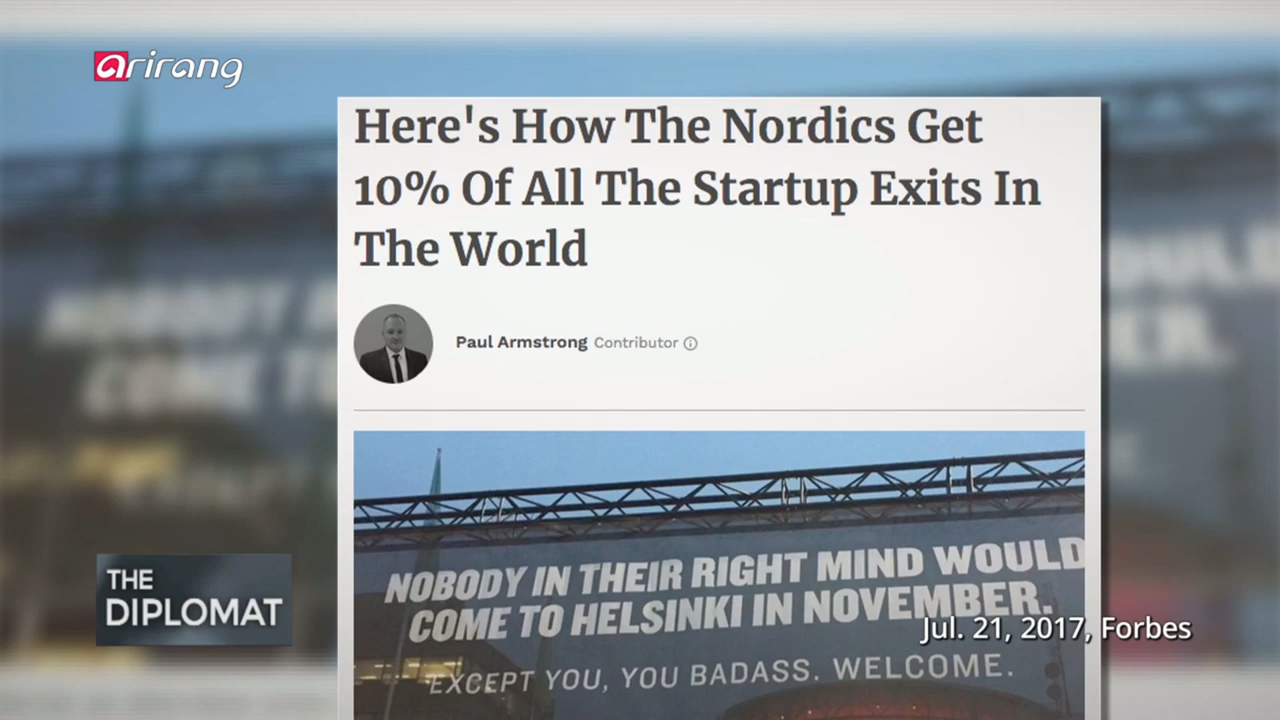 arirang
Here's How The Nordics Get
10% Of All The Startup Exits In
The World
Paul Armstrong Contributor
NOBODY IN THEIR RIGHT MIND WOULD
COME TO HELSINKI IN NOVEMBER.
EXCEPT YOU, YOU BADASS. WELCOME.
Jul. 21, 2017, Forbes
THE
DIPLOMAT